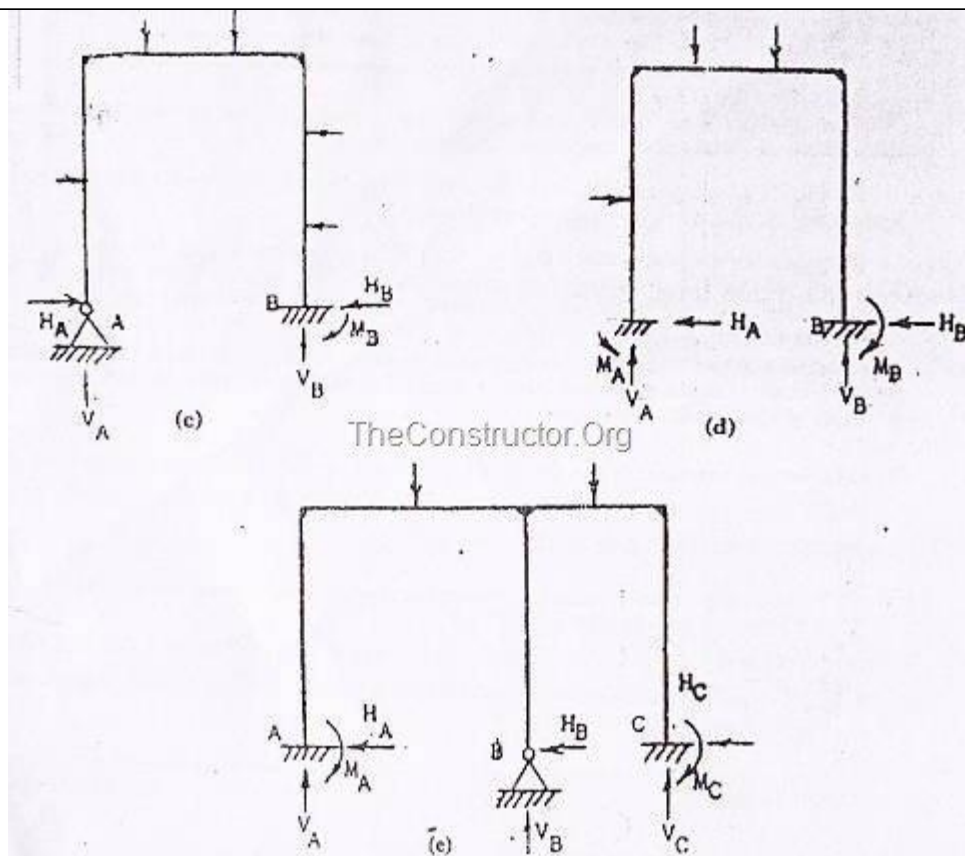 H_A A
V_A
B H_B
M_B
V_B
(c)
M_A
V_A
H_A
B H_B
M_B
V_B
(d)
TheConstructor.Org
A H_A
M_A
V_A
B H_B
V_B
H_C
C
M_C
V_C
(e)